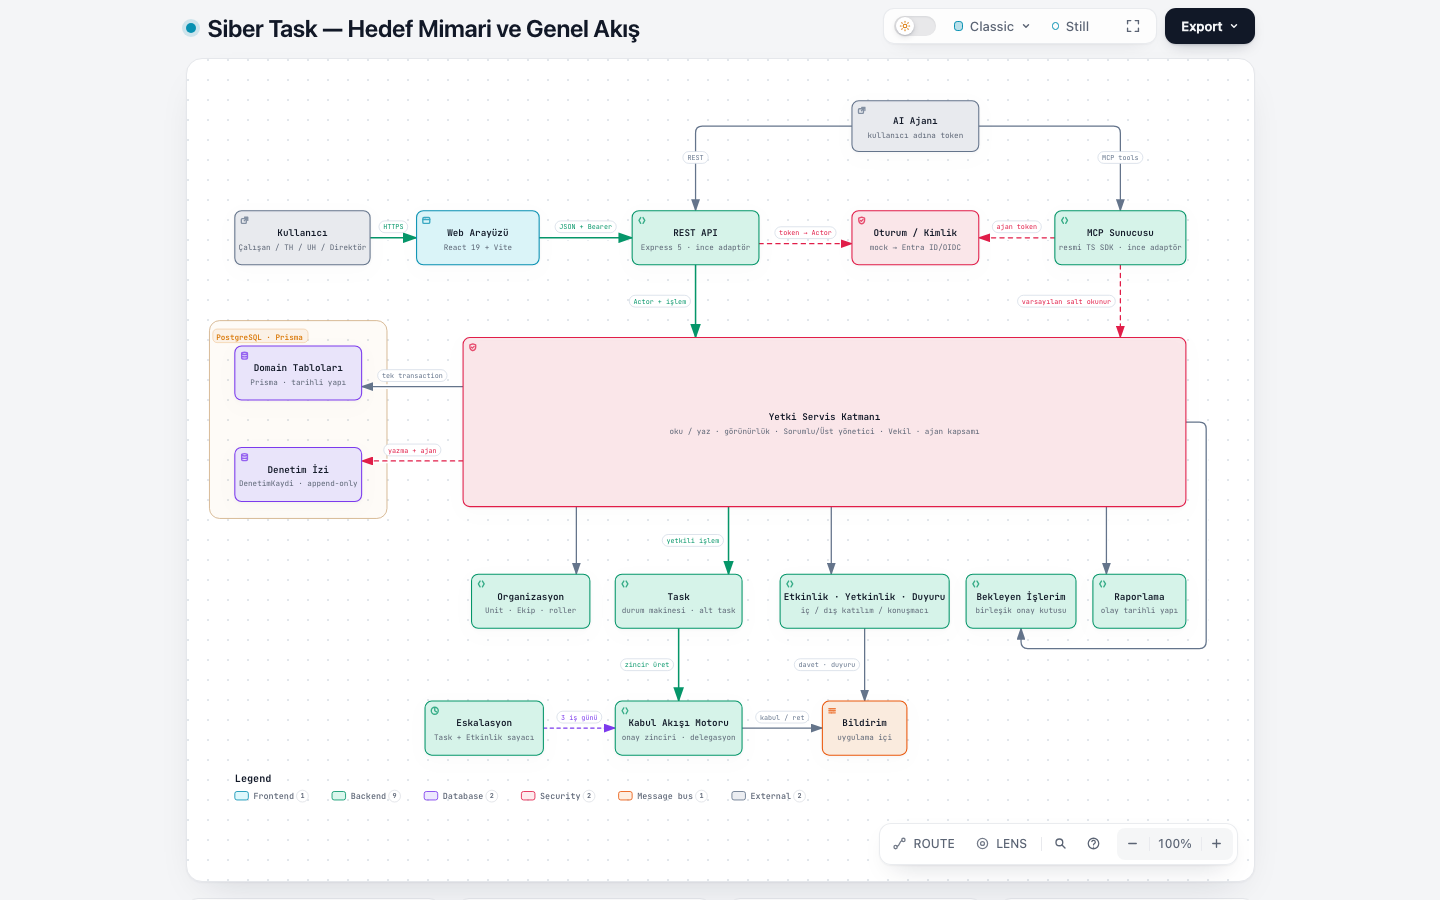 Siber Task — Hedef Mimari ve Genel Akış
Classic
Still
Export
AI Ajanı
kullanıcı adına token
REST
MCP tools
Kullanıcı
Çalışan / TH / UH / Direktör
HTTPS
Web Arayüzü
React 19 + Vite
JSON + Bearer
REST API
Express 5 · ince adaptör
token → Actor
Oturum / Kimlik
mock → Entra ID/OIDC
ajan token
MCP Sunucusu
resmi TS SDK · ince adaptör
Actor + işlem
varsayılan salt okunur
PostgreSQL · Prisma
Domain Tabloları
Prisma · tarihli yapı
tek transaction
Yetki Servis Katmanı
oku / yaz · görünürlük · Sorumlu/Üst yönetici · Vekil · ajan kapsamı
yazma + ajan
Denetim İzi
DenetimKaydi · append-only
yetkili işlem
Organizasyon
Unit · Ekip · roller
Task
durum makinesi · alt task
Etkinlik · Yetkinlik · Duyuru
iç / dış katılım / konuşmacı
Bekleyen İşlerim
birleşik onay kutusu
Raporlama
olay tarihli yapı
zincir üret
davet · duyuru
Eskalasyon
Task + Etkinlik sayacı
3 iş günü
Kabul Akışı Motoru
onay zinciri · delegasyon
kabul / ret
Bildirim
uygulama içi
Legend
Frontend 1
Backend 9
Database 2
Security 2
Message bus 1
External 2
ROUTE
LENS
100%